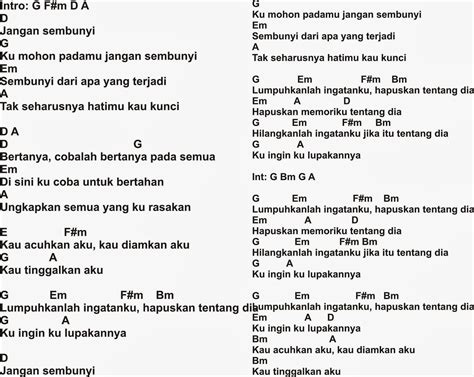 Intro: G F#m D A
D
Jangan sembunyi
G
Ku mohon padamu jangan sembunyi
Em
Sembunyi dari apa yang terjadi
A
Tak seharusnya hatimu kau kunci
D A
D G
Bertanya, cobalah bertanya pada semua
Em
Di sini ku coba untuk bertahan
A
Ungkapkan semua yang ku rasakan
E F#m
Kau acuhkan aku, kau diamkan aku
G A
Kau tinggalkan aku
G Em F#m Bm
Lumpuhkanlah ingatanku, hapuskan tentang dia
G A
Ku ingin ku lupakannya
D
Jangan sembunyi
G
Ku mohon padamu jangan sembunyi
Em
Sembunyi dari apa yang terjadi
A
Tak seharusnya hatimu kau kunci
G Em F#m Bm
Lumpuhkanlah ingatanku, hapuskan tentang dia
Em A D
Hapuskan memoriku tentang dia
G Em F#m Bm
Hilangkanlah ingatanku jika itu tentang dia
G A
Ku ingin ku lupakannya
Int: G Bm G A
G Em F#m Bm
Lumpuhkanlah ingatanku, hapuskan tentang dia
Em A D
Hapuskan memoriku tentang dia
G Em F#m Bm
Hilangkanlah ingatanku jika itu tentang dia
G A
Ku ingin ku lupakannya
G Em F#m Bm
Lumpuhkanlah ingatanku, hapuskan tentang dia
Em A D
Ku ingin ku lupakannya
Bm A
Kau acuhkan aku, kau diamkan aku
Bm
Kau tinggalkan aku